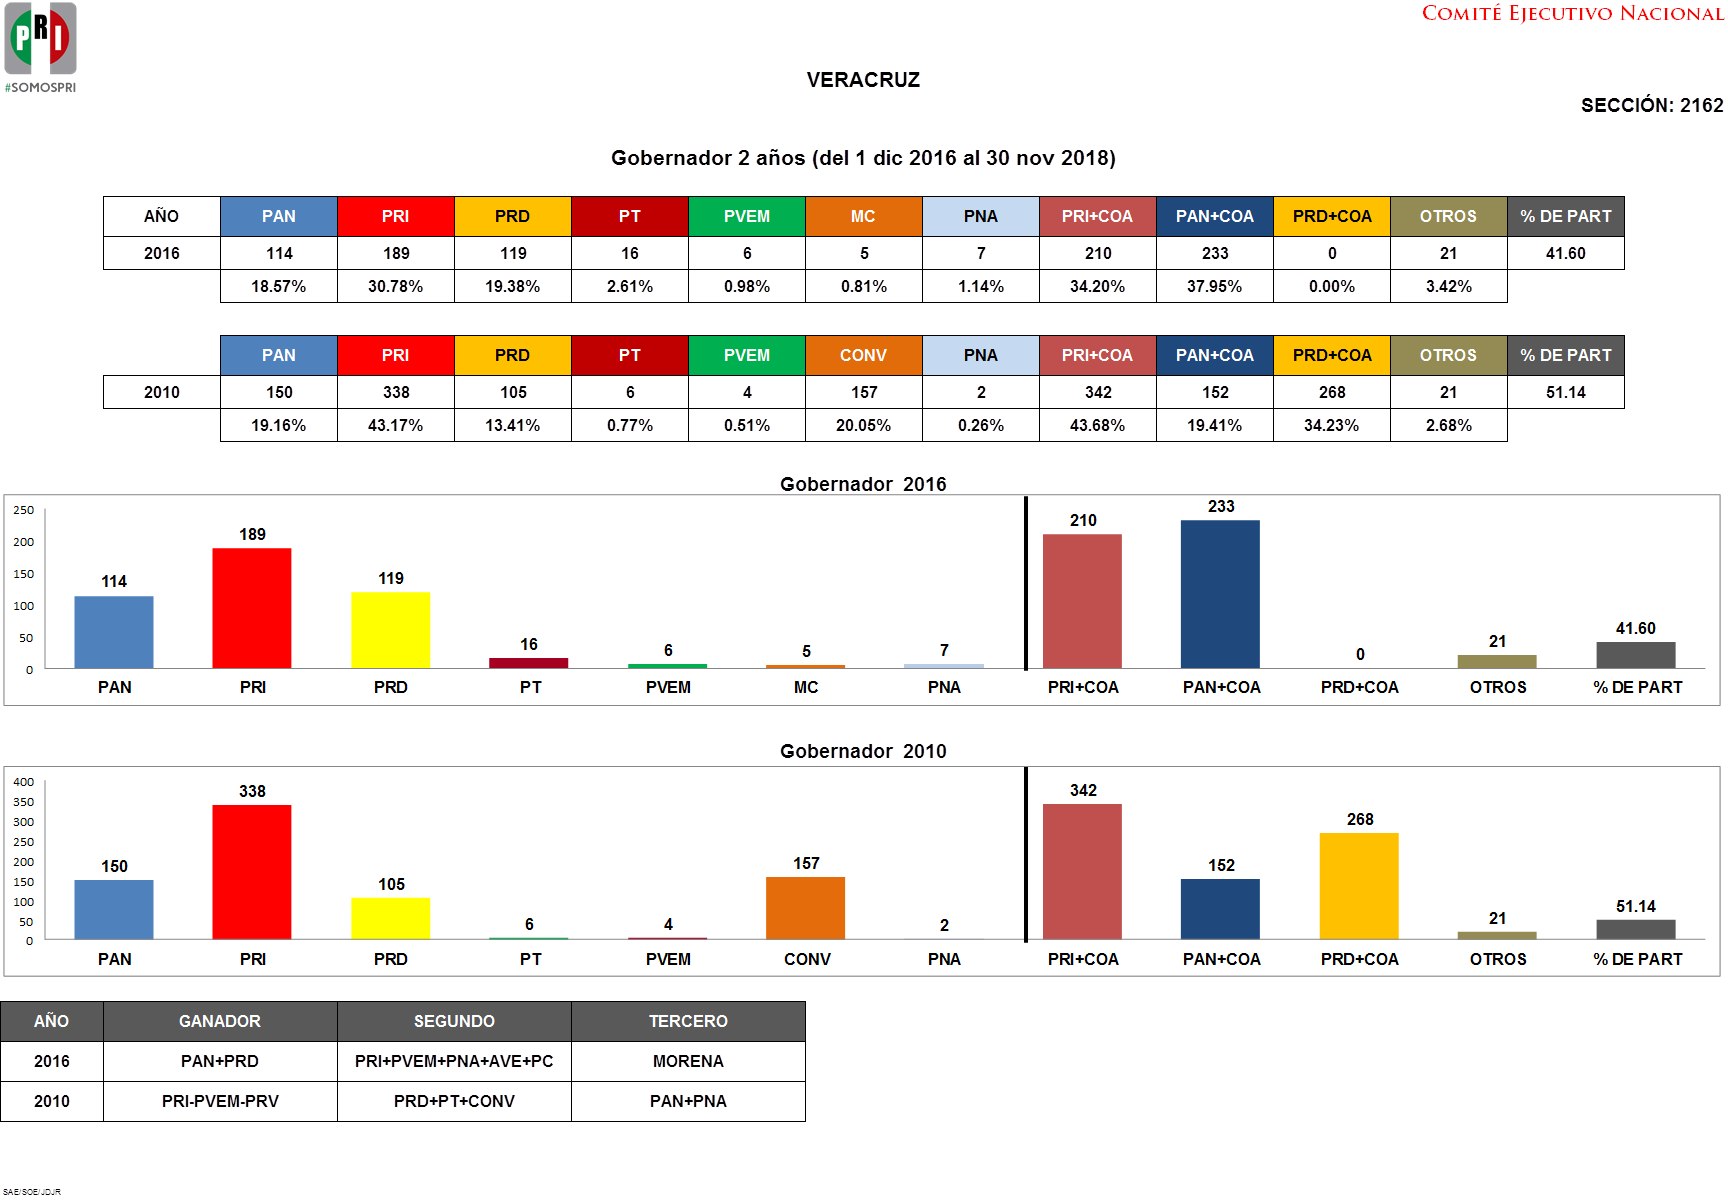 COMITÉ EJECUTIVO NACIONAL
PRI
#SOMOSPRI
VERACRUZ
SECCIÓN: 2162
Gobernador 2 años (del 1 dic 2016 al 30 nov 2018)
AÑO PAN PRI PRD PT PVEM MC PNA PRI+COA PAN+COA PRD+COA OTROS % DE PART
2016 114 189 119 16 6 5 7 210 233 0 21 41.60
18.57% 30.78% 19.38% 2.61% 0.98% 0.81% 1.14% 34.20% 37.95% 0.00% 3.42%
PAN PRI PRD PT PVEM CONV PNA PRI+COA PAN+COA PRD+COA OTROS % DE PART
2010 150 338 105 6 4 157 2 342 152 268 21 51.14
19.16% 43.17% 13.41% 0.77% 0.51% 20.05% 0.26% 43.68% 19.41% 34.23% 2.68%
Gobernador 2016
250
200
150
100
50
0
114 189 119 16 6 5 7 210 233 0 21 41.60
PAN PRI PRD PT PVEM MC PNA PRI+COA PAN+COA PRD+COA OTROS % DE PART
Gobernador 2010
400
350
300
250
200
150
100
50
0
150 338 105 6 4 157 2 342 152 268 21 51.14
PAN PRI PRD PT PVEM CONV PNA PRI+COA PAN+COA PRD+COA OTROS % DE PART
AÑO GANADOR SEGUNDO TERCERO
2016 PAN+PRD PRI+PVEM+PNA+AVE+PC MORENA
2010 PRI-PVEM-PRV PRD+PT+CONV PAN+PNA
SAE/SOE/JDJR